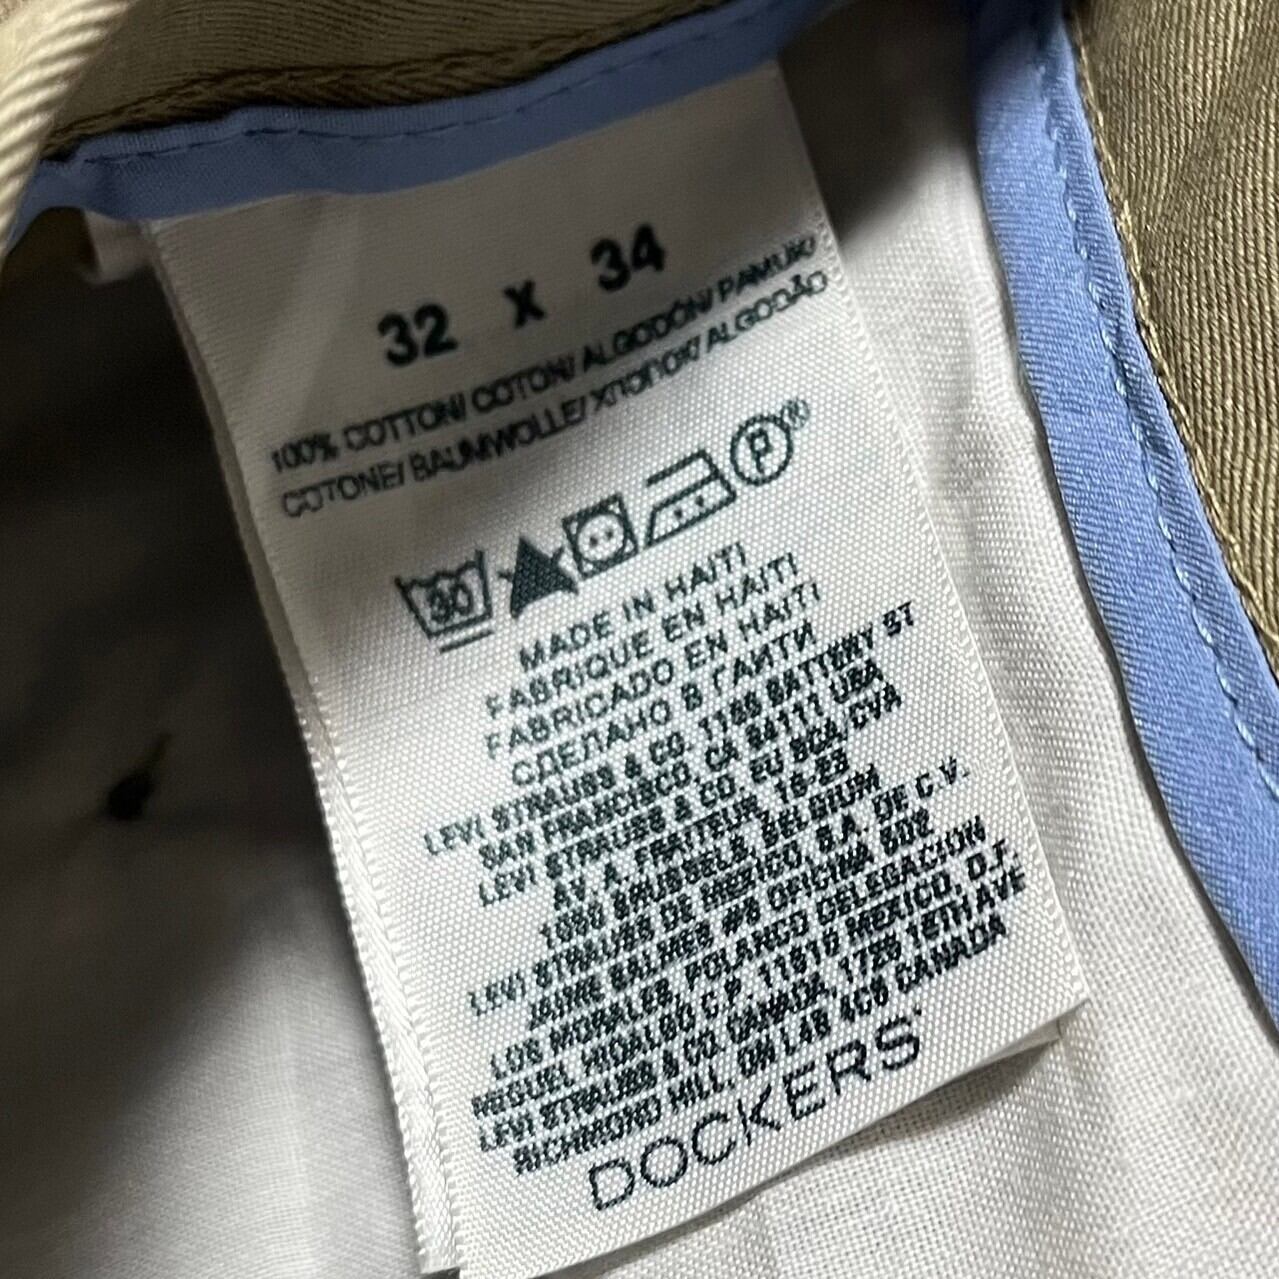 32 X 34
100% COTTON/ COTON/ ALGODÓN/ PAMUK/
COTONE/ BAUMWOLLE/ ХЛОПОК/ ALGODÃO
30 P ®
MADE IN HAITI
FABRIQUE EN HAITI
FABRICADO EN HAITI
СДЕЛАНО В ГАИТИ
LEVI STRAUSS & CO. 1155 BATTERY ST
SAN FRANCISCO, CA 94111 USA
LEVI STRAUSS & CO. EU SCA/CVA
AV. A. FRAITEUR, 15-23
1050 BRUSSELS, BELGIUM
LEVI STRAUSS DE MEXICO, S.A. DE C.V.
JAIME BALMES #8 OFICINA 602
LOS MORALES POLANCO DELEGACION
MIGUEL HIDALGO C.P. 11510 MEXICO, D.F.
LEVI STRAUSS & CO. CANADA, 1725 16TH AVE
RICHMOND HILL, ON L4B 4C6 CANADA
DOCKERS